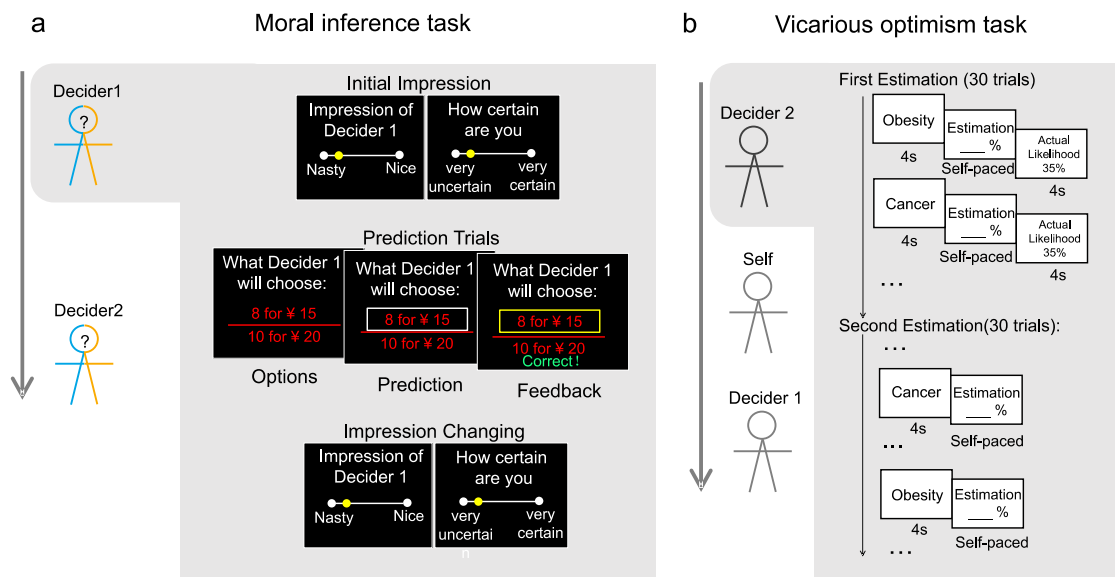 a
Moral inference task
Decider1
?
Initial Impression
Impression of
Decider 1
Nasty
Nice
How certain
are you
very
uncertain
very
certain
Prediction Trials
What Decider 1
will choose:
8 for ¥ 15
10 for ¥ 20
Options
What Decider 1
will choose:
8 for ¥ 15
10 for ¥ 20
Prediction
What Decider 1
will choose:
8 for ¥ 15
10 for ¥ 20
Correct!
Feedback
Decider2
?
Impression Changing
Impression of
Decider 1
Nasty
Nice
How certain
are you
very
uncertai
n
very
certain
b
Vicarious optimism task
Decider 2
Self
Decider 1
First Estimation (30 trials)
Obesity
4s
Estimation
___ %
Self-paced
Actual
Likelihood
35%
4s
Cancer
4s
Estimation
___ %
Self-paced
Actual
Likelihood
35%
4s
...
Second Estimation(30 trials):
...
Cancer
4s
Estimation
___ %
Self-paced
...
Obesity
4s
Estimation
___ %
Self-paced
...